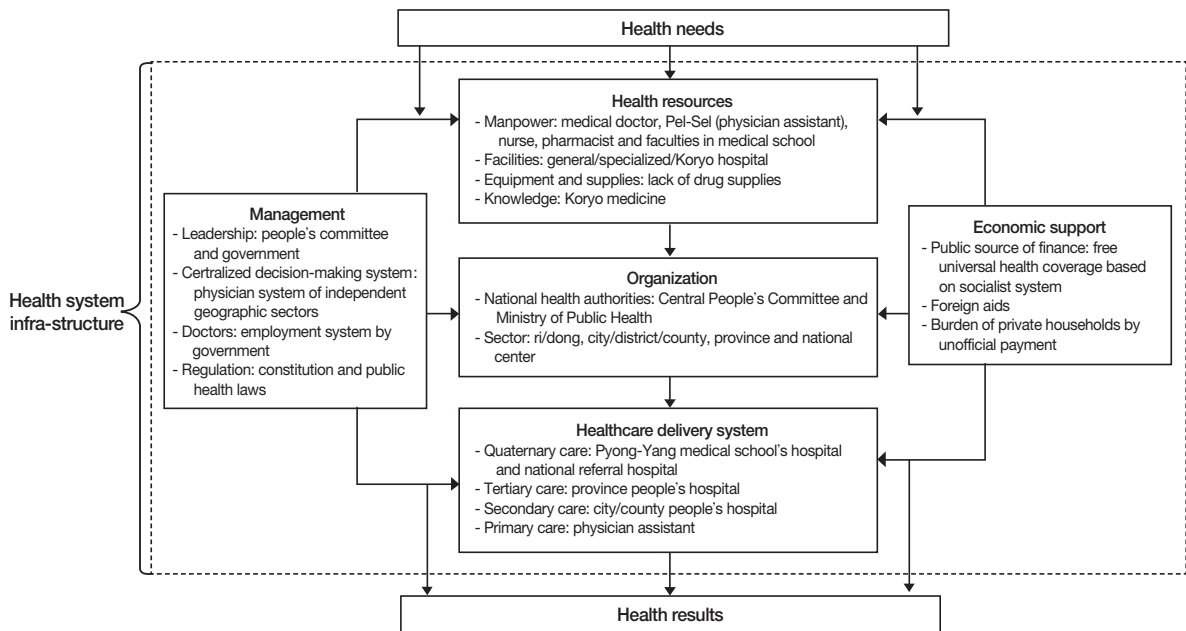 Health needs
Health resources
- Manpower: medical doctor, Pel-Sel (physician assistant),
nurse, pharmacist and faculties in medical school
- Facilities: general/specialized/Koryo hospital
- Equipment and supplies: lack of drug supplies
- Knowledge: Koryo medicine
Management
- Leadership: people's committee
and government
- Certralized decision-making system:
physician system of independent
geographic sectors
- Doctors: employment system by
government
- Regulation: constitution and public
health laws
Economic support
- Public source of finance: free
universal health coverage based
on socialist system
- Foreign aids
- Burden of private households by
unofficial payment
Health system
infra-structure
Organization
- National health authorities: Central People's Committee and
Ministry of Public Health
- Sector: ri/dong, city/district/county, province and national
center
Healthcare delivery system
- Quaternary care: Pyong-Yang medical school's hospital
and national referral hospital
- Tertiary care: province people's hospital
- Secondary care: city/county people's hospital
- Primary care: physician assistant
Health results